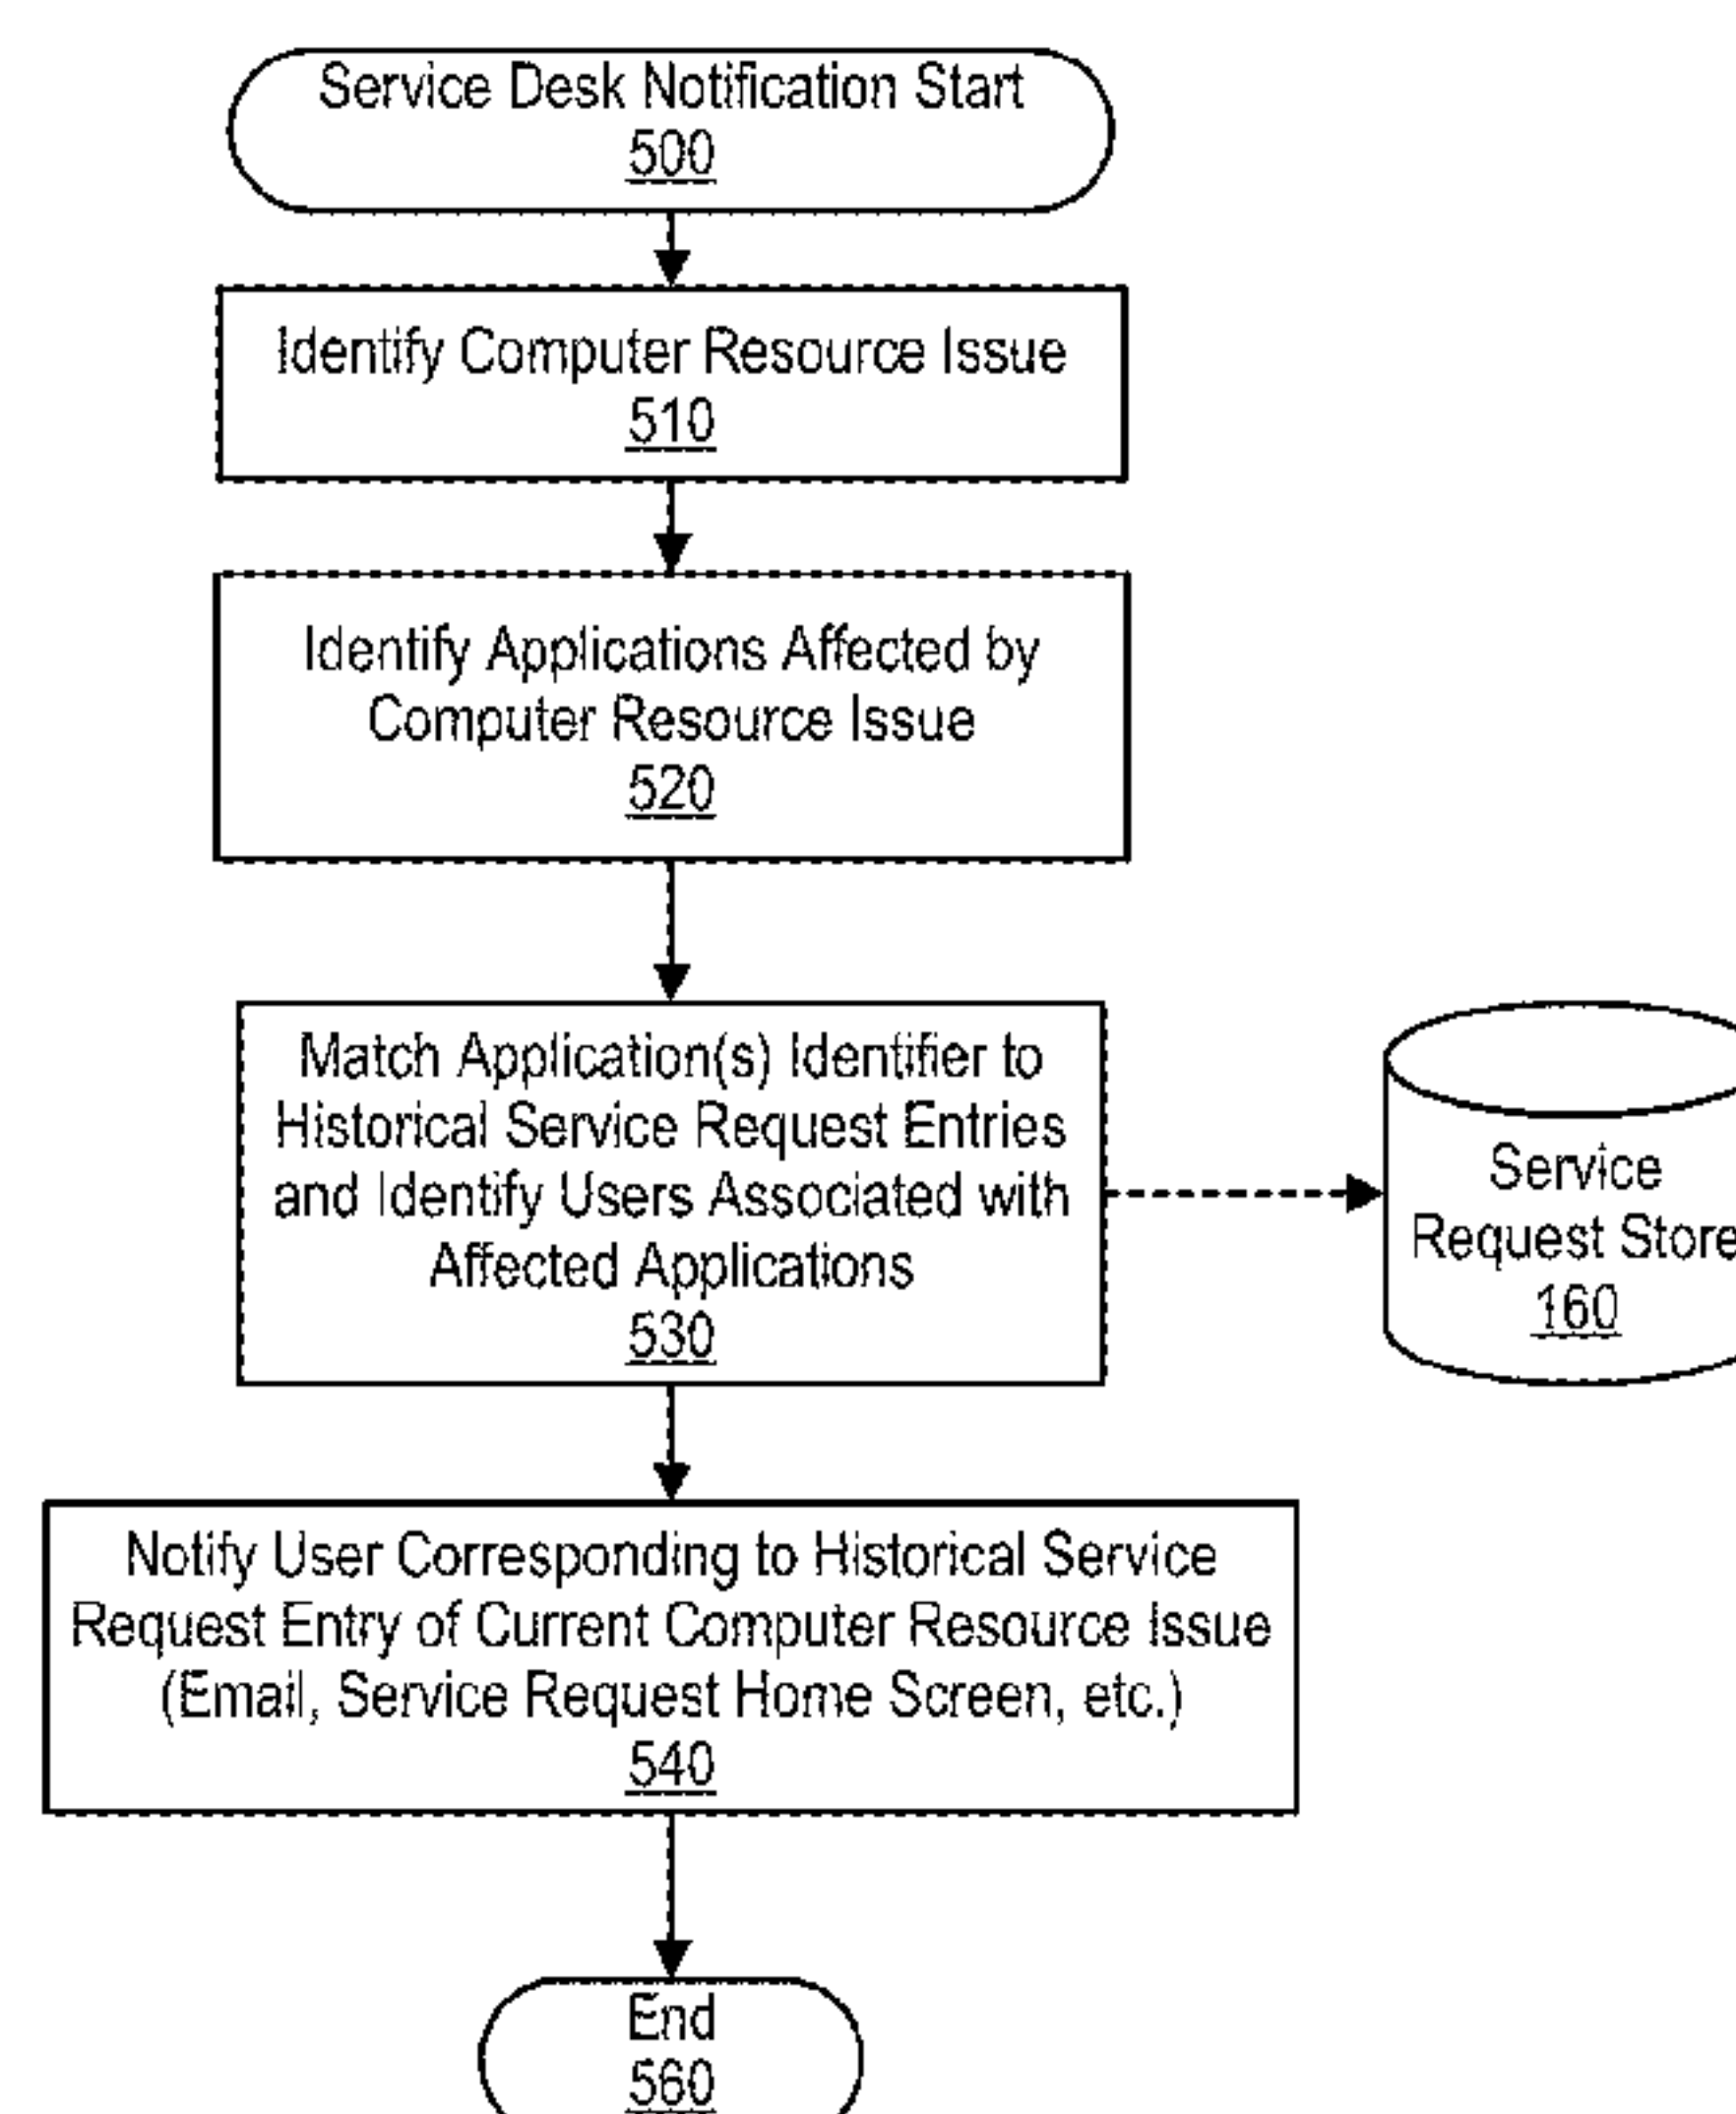 Service Desk Notification Start
500
Identify Computer Resource Issue
510
Identify Applications Affected by
Computer Resource Issue
520
Match Application(s) Identifier to
Historical Service Request Entries
and Identify Users Associated with
Affected Applications
530
Service
Request Store
160
Notify User Corresponding to Historical Service
Request Entry of Current Computer Resource Issue
(Email, Service Request Home Screen, etc.)
540
End
560